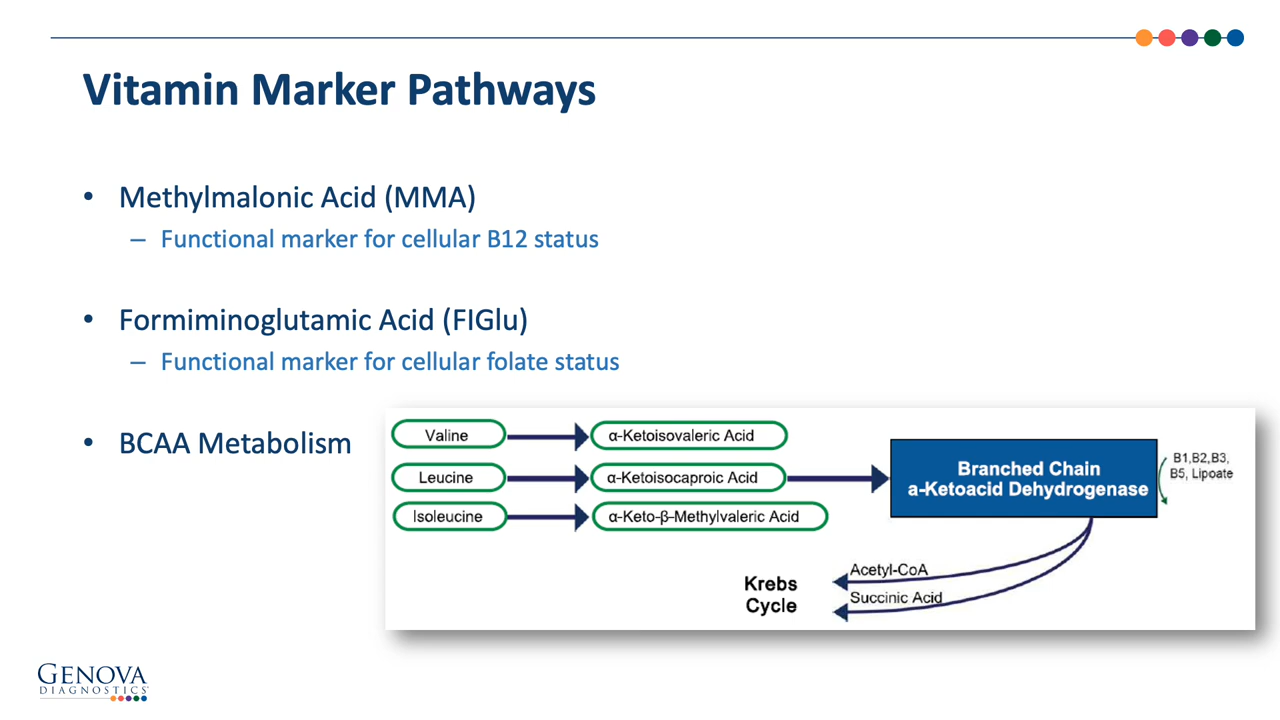 Vitamin Marker Pathways
• Methylmalonic Acid (MMA)
– Functional marker for cellular B12 status
• Formiminoglutamic Acid (FIGlu)
– Functional marker for cellular folate status
• BCAA Metabolism
Valine
α-Ketoisovaleric Acid
Leucine
α-Ketoisocaproic Acid
Isoleucine
α-Keto-β-Methylvaleric Acid
Branched Chain
a-Ketoacid Dehydrogenase
B1,B2,B3,
B5, Lipoate
Acetyl-CoA
Succinic Acid
Krebs
Cycle
GENOVA
DIAGNOSTICS